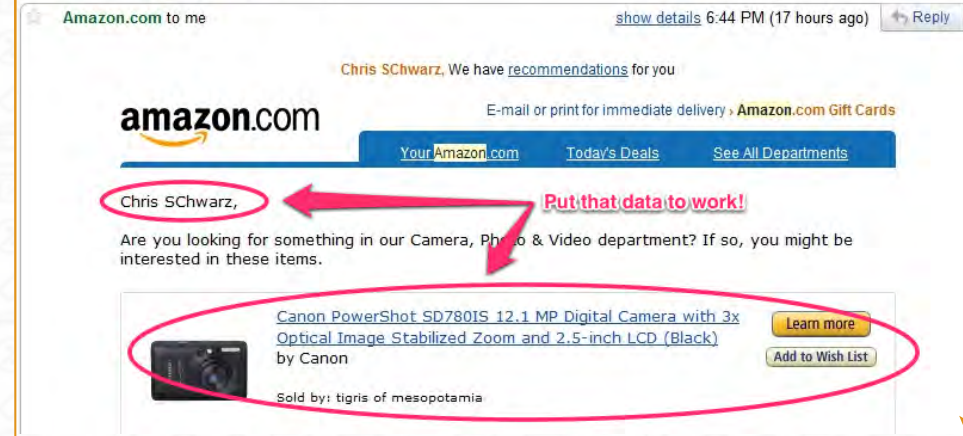 Amazon.com to me show details 6:44 PM (17 hours ago) Reply
Chris SChwarz, We have recommendations for you
amazon.com
E-mail or print for immediate delivery › Amazon.com Gift Cards
Your Amazon.com Today's Deals See All Departments
Chris SChwarz,
Put that data to work!
Are you looking for something in our Camera, Photo & Video department? If so, you might be
interested in these items.
Canon PowerShot SD780IS 12.1 MP Digital Camera with 3x
Optical Image Stabilized Zoom and 2.5-inch LCD (Black)
by Canon
Learn more
Add to Wish List
Sold by: tigris of mesopotamia